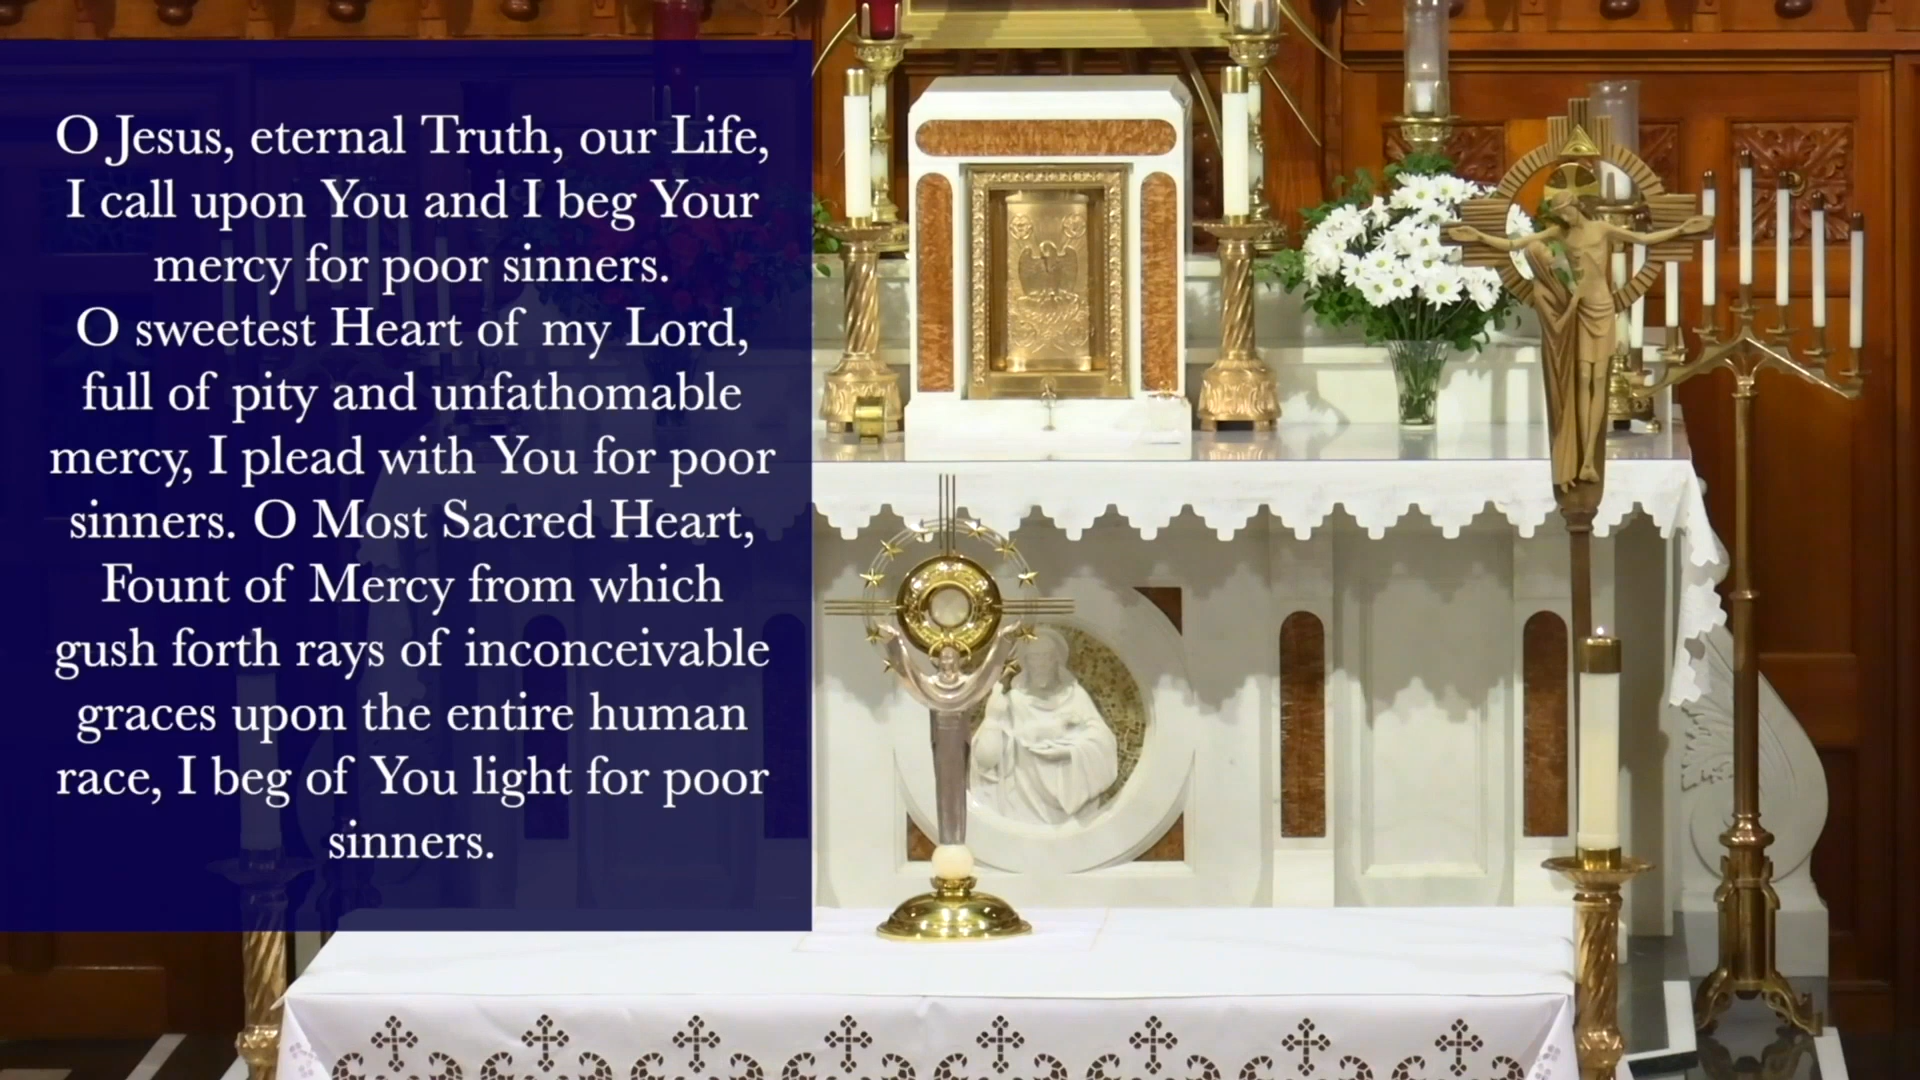 O Jesus, eternal Truth, our Life,
I call upon You and I beg Your
mercy for poor sinners.
O sweetest Heart of my Lord,
full of pity and unfathomable
mercy, I plead with You for poor
sinners. O Most Sacred Heart,
Fount of Mercy from which
gush forth rays of inconceivable
graces upon the entire human
race, I beg of You light for poor
sinners.